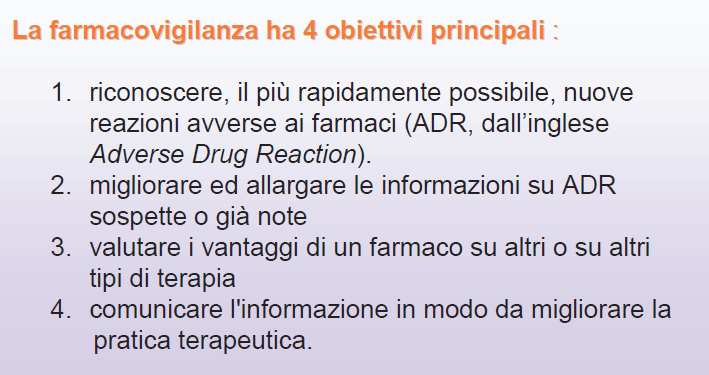 La farmacovigilanza ha 4 obiettivi principali :
1. riconoscere, il più rapidamente possibile, nuove
reazioni avverse ai farmaci (ADR, dall’inglese
Adverse Drug Reaction).
2. migliorare ed allargare le informazioni su ADR
sospette o già note
3. valutare i vantaggi di un farmaco su altri o su altri
tipi di terapia
4. comunicare l'informazione in modo da migliorare la
pratica terapeutica.